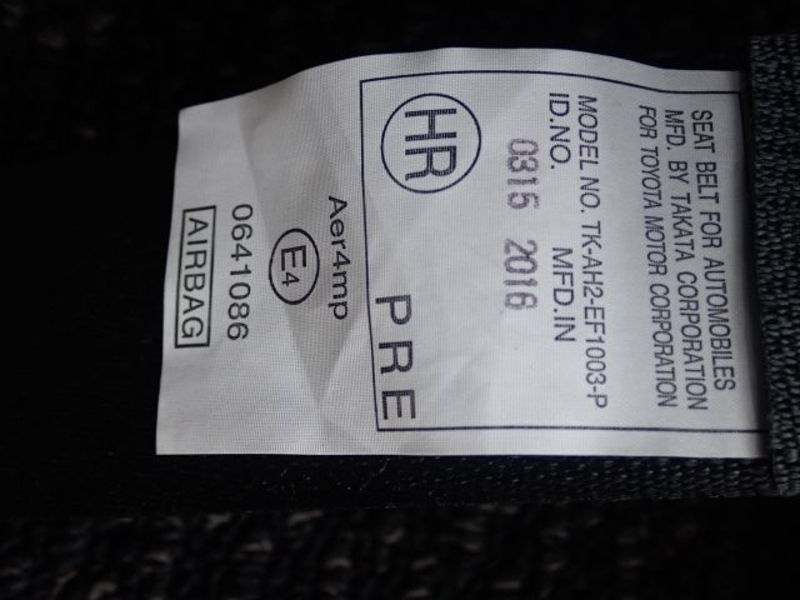 SEAT BELT FOR AUTOMOBILES
MFD. BY TAKATA CORPORATION
FOR TOYOTA MOTOR CORPORATION
MODEL NO. TK-AH2-EF1003-P
ID.NO. MFD.IN
0315 2016
HR PRE
Aer4mp
E4
0641086
AIRBAG